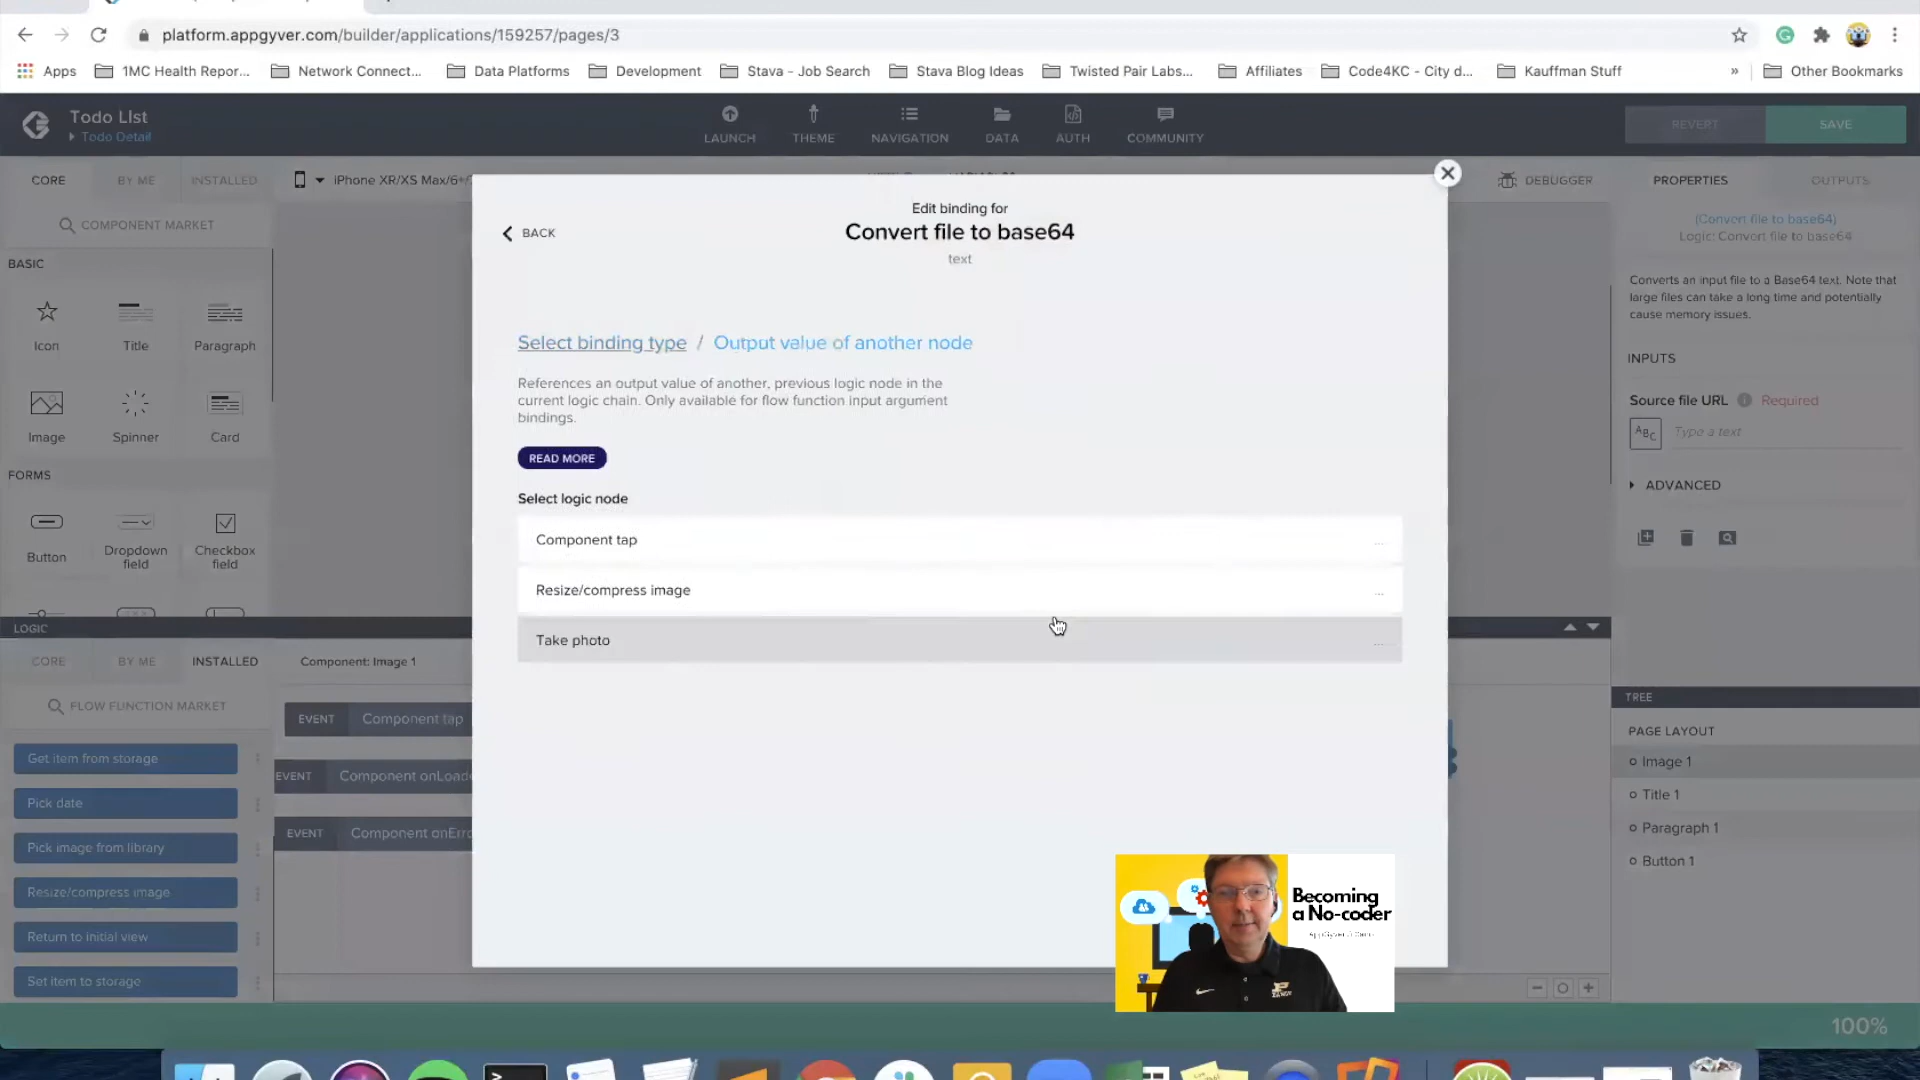 platform.appgyver.com/builder/applications/159257/pages/3
Apps
1MC Health Repor...
Network Connect...
Data Platforms
Development
Stava - Job Search
Stava Blog Ideas
Twisted Pair Labs...
Affiliates
Code4KC - City d...
Kauffman Stuff
»
Other Bookmarks
Todo LIst
Todo Detail
LAUNCH
THEME
NAVIGATION
DATA
AUTH
COMMUNITY
REVERT
SAVE
CORE
BY ME
INSTALLED
iPhone XR/XS Max/6+/
DEBUGGER
PROPERTIES
OUTPUTS
COMPONENT MARKET
BASIC
Icon
Title
Paragraph
Image
Spinner
Card
FORMS
Button
Dropdown
field
Checkbox
field
BACK
Edit binding for
Convert file to base64
text
Select binding type / Output value of another node
References an output value of another, previous logic node in the
current logic chain. Only available for flow function input argument
bindings.
READ MORE
Select logic node
Component tap
...
Resize/compress image
...
Take photo
...
(Convert file to base64)
Logic: Convert file to base64
Converts an input file to a Base64 text. Note that
large files can take a long time and potentially
cause memory issues.
INPUTS
Source file URL
Required
ABC
Type a text
ADVANCED
LOGIC
CORE
BY ME
INSTALLED
Component: Image 1
FLOW FUNCTION MARKET
Get item from storage
Pick date
Pick image from library
Resize/compress image
Return to initial view
Set item to storage
EVENT
Component tap
EVENT
Component onLoad
EVENT
Component onErro
TREE
PAGE LAYOUT
Image 1
Title 1
Paragraph 1
Button 1
Becoming
a No-coder
100%